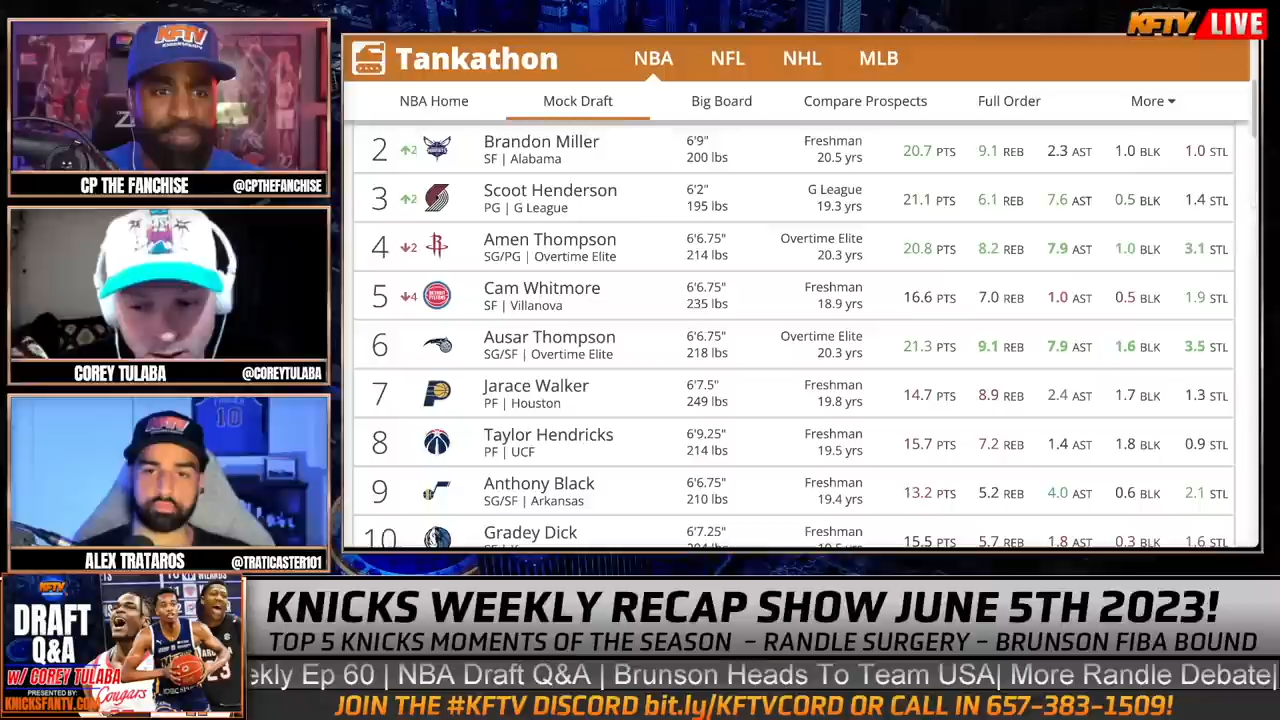 KFTV LIVE
KFTV
CP THE FANCHISE @CPTHEFANCHISE
COREY TULABA @COREYTULABA
KFTV
10
ALEX TRATAROS @TRATICASTER101
Tankathon NBA NFL NHL MLB
NBA Home Mock Draft Big Board Compare Prospects Full Order More
2 2 Brandon Miller 6'9" Freshman 20.7 PTS 9.1 REB 2.3 AST 1.0 BLK 1.0 STL
SF | Alabama 200 lbs 20.5 yrs
3 2 Scoot Henderson 6'2" G League 21.1 PTS 6.1 REB 7.6 AST 0.5 BLK 1.4 STL
PG | G League 195 lbs 19.3 yrs
4 2 Amen Thompson 6'6.75" Overtime Elite 20.8 PTS 8.2 REB 7.9 AST 1.0 BLK 3.1 STL
SG/PG | Overtime Elite 214 lbs 20.3 yrs
5 4 Cam Whitmore 6'6.75" Freshman 16.6 PTS 7.0 REB 1.0 AST 0.5 BLK 1.9 STL
SF | Villanova 235 lbs 18.9 yrs
6 Ausar Thompson 6'6.75" Overtime Elite 21.3 PTS 9.1 REB 7.9 AST 1.6 BLK 3.5 STL
SG/SF | Overtime Elite 218 lbs 20.3 yrs
7 Jarace Walker 6'7.5" Freshman 14.7 PTS 8.9 REB 2.4 AST 1.7 BLK 1.3 STL
PF | Houston 249 lbs 19.8 yrs
8 Taylor Hendricks 6'9.25" Freshman 15.7 PTS 7.2 REB 1.4 AST 1.8 BLK 0.9 STL
PF | UCF 214 lbs 19.5 yrs
9 Anthony Black 6'6.75" Freshman 13.2 PTS 5.2 REB 4.0 AST 0.6 BLK 2.1 STL
SG/SF | Arkansas 210 lbs 19.4 yrs
10 Gradey Dick 6'7.25" Freshman 15.5 PTS 5.7 REB 1.8 AST 0.3 BLK 1.6 STL
KFTV
DRAFT
Q&A
W/ COREY TULABA
PRESENTED BY:
KNICKSFANTV.COM
Cougars
KNICKS WEEKLY RECAP SHOW JUNE 5TH 2023!
TOP 5 KNICKS MOMENTS OF THE SEASON - RANDLE SURGERY - BRUNSON FIBA BOUND
ekly Ep 60 | NBA Draft Q&A | Brunson Heads To Team USA| More Randle Debate|
JOIN THE #KFTV DISCORD bit.ly/KFTVCORD OR CALL IN 657-383-1509!